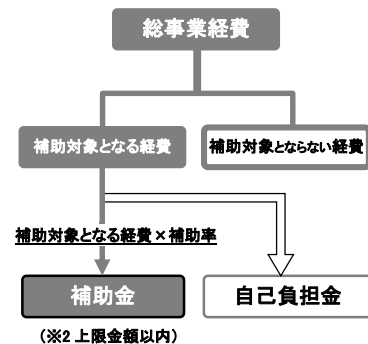 総事業経費
補助対象となる経費
補助対象とならない経費
補助対象となる経費×補助率
補助金
自己負担金
(※2 上限金額以内)